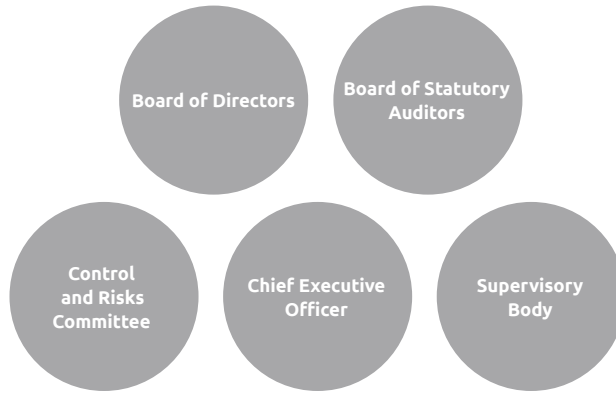 Board of Directors
Board of Statutory
Auditors
Control
and Risks
Committee
Chief Executive
Officer
Supervisory
Body